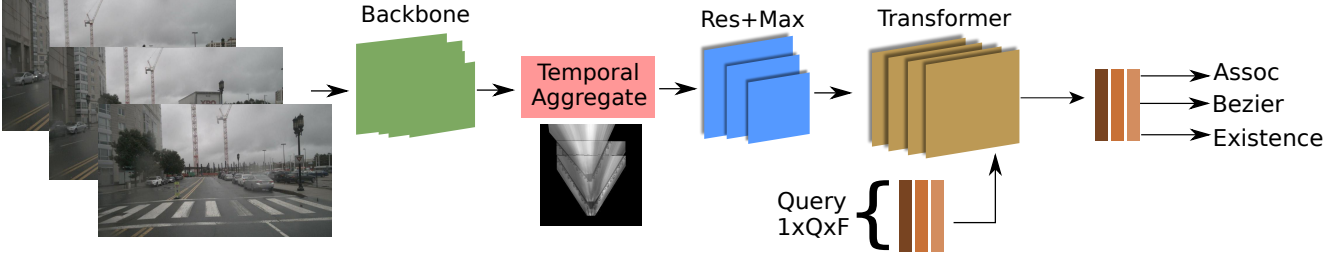 Backbone
Temporal
Aggregate
Res+Max
Transformer
Query
1xQxF
Assoc
Bezier
Existence